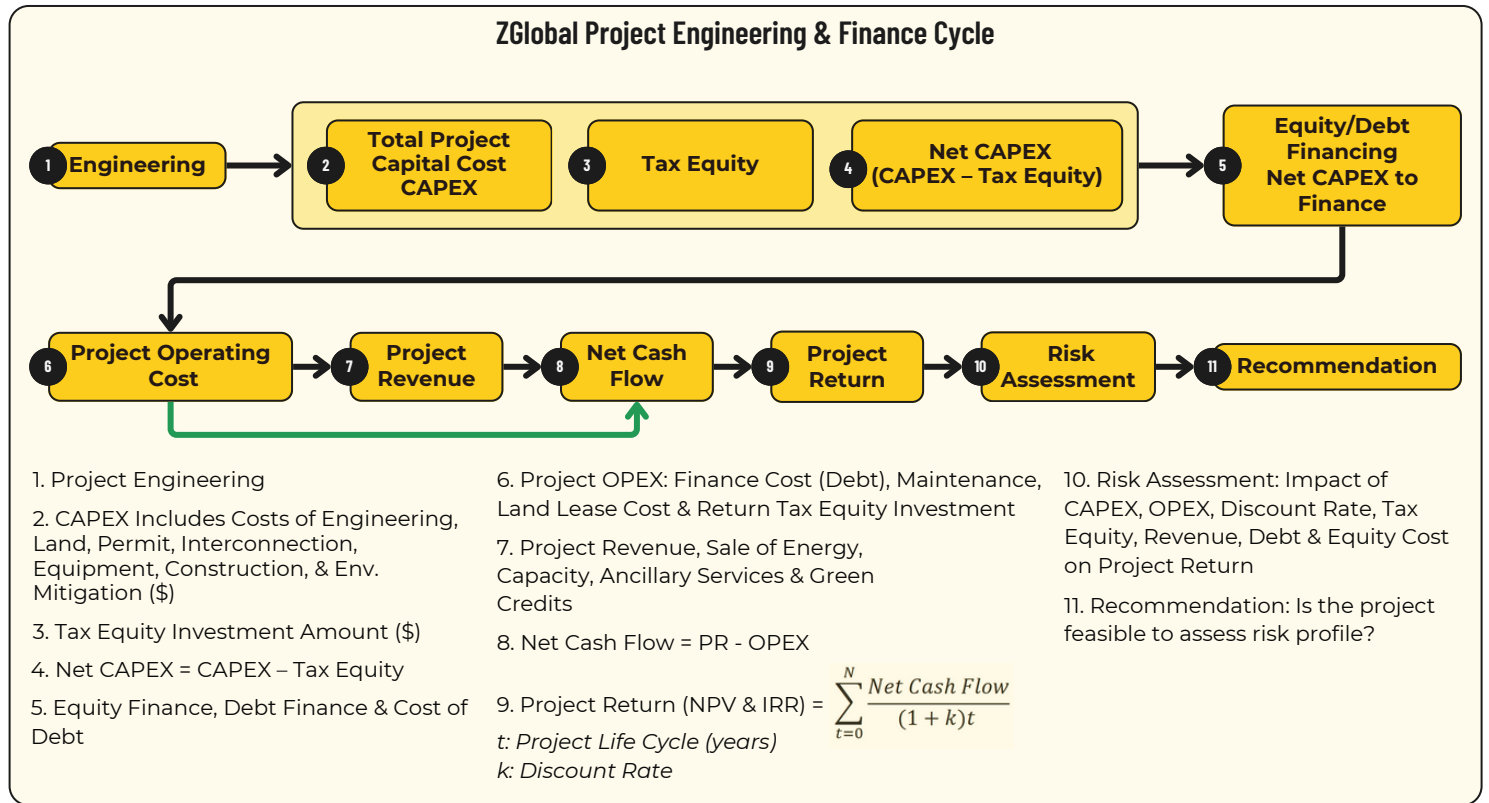 ZGlobal Project Engineering & Finance Cycle
1 Engineering
2 Total Project
Capital Cost
CAPEX
3 Tax Equity
4 Net CAPEX
(CAPEX – Tax Equity)
5 Equity/Debt
Financing
Net CAPEX to
Finance
6 Project Operating
Cost
7 Project
Revenue
8 Net Cash
Flow
9 Project
Return
10 Risk
Assessment
11 Recommendation
1. Project Engineering
2. CAPEX Includes Costs of Engineering,
Land, Permit, Interconnection,
Equipment, Construction, & Env.
Mitigation ($)
3. Tax Equity Investment Amount ($)
4. Net CAPEX = CAPEX – Tax Equity
5. Equity Finance, Debt Finance & Cost of
Debt
6. Project OPEX: Finance Cost (Debt), Maintenance,
Land Lease Cost & Return Tax Equity Investment
7. Project Revenue, Sale of Energy,
Capacity, Ancillary Services & Green
Credits
8. Net Cash Flow = PR - OPEX
9. Project Return (NPV & IRR) =
N
∑
t=0
Net Cash Flow
(1 + k)t
t: Project Life Cycle (years)
k: Discount Rate
10. Risk Assessment: Impact of
CAPEX, OPEX, Discount Rate, Tax
Equity, Revenue, Debt & Equity Cost
on Project Return
11. Recommendation: Is the project
feasible to assess risk profile?